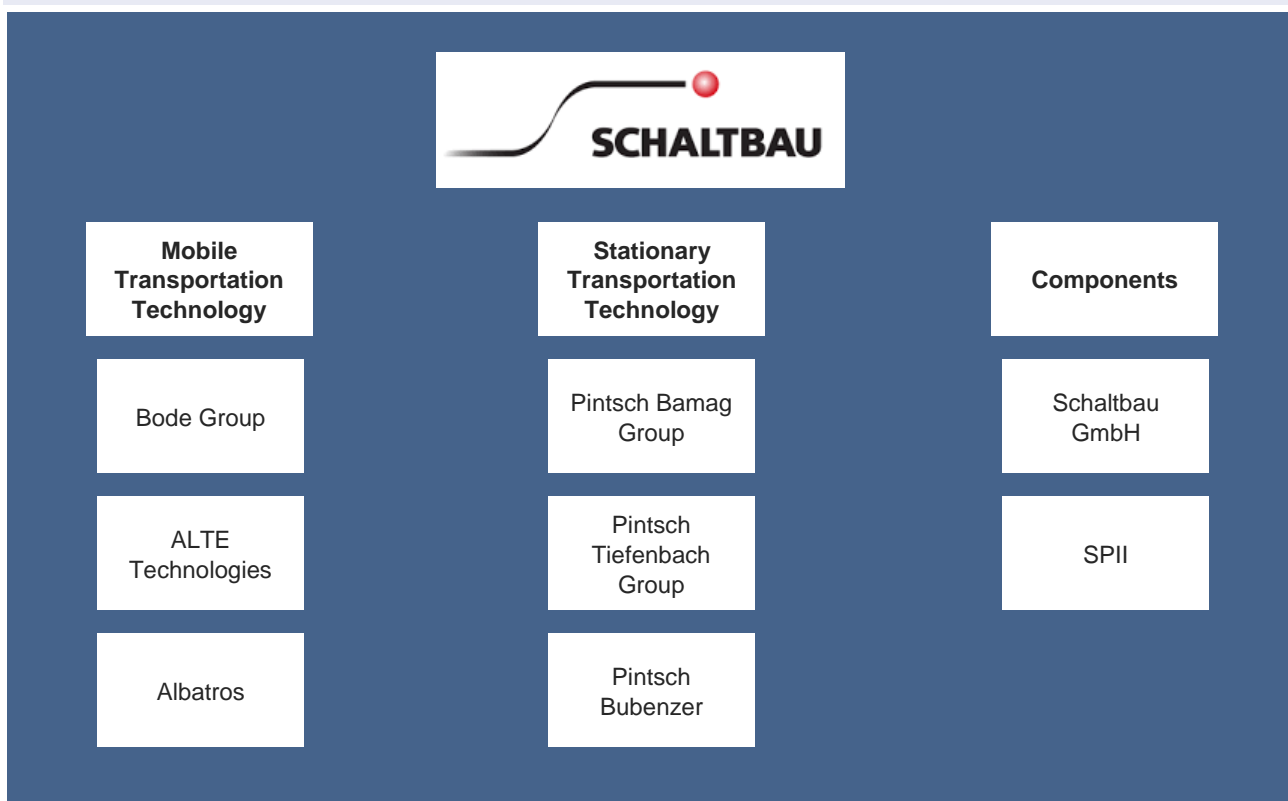 SCHALTBAU
Mobile
Transportation
Technology
Stationary
Transportation
Technology
Components
Bode Group
Pintsch Bamag
Group
Schaltbau
GmbH
ALTE
Technologies
Pintsch
Tiefenbach
Group
SPII
Albatros
Pintsch
Bubenzer